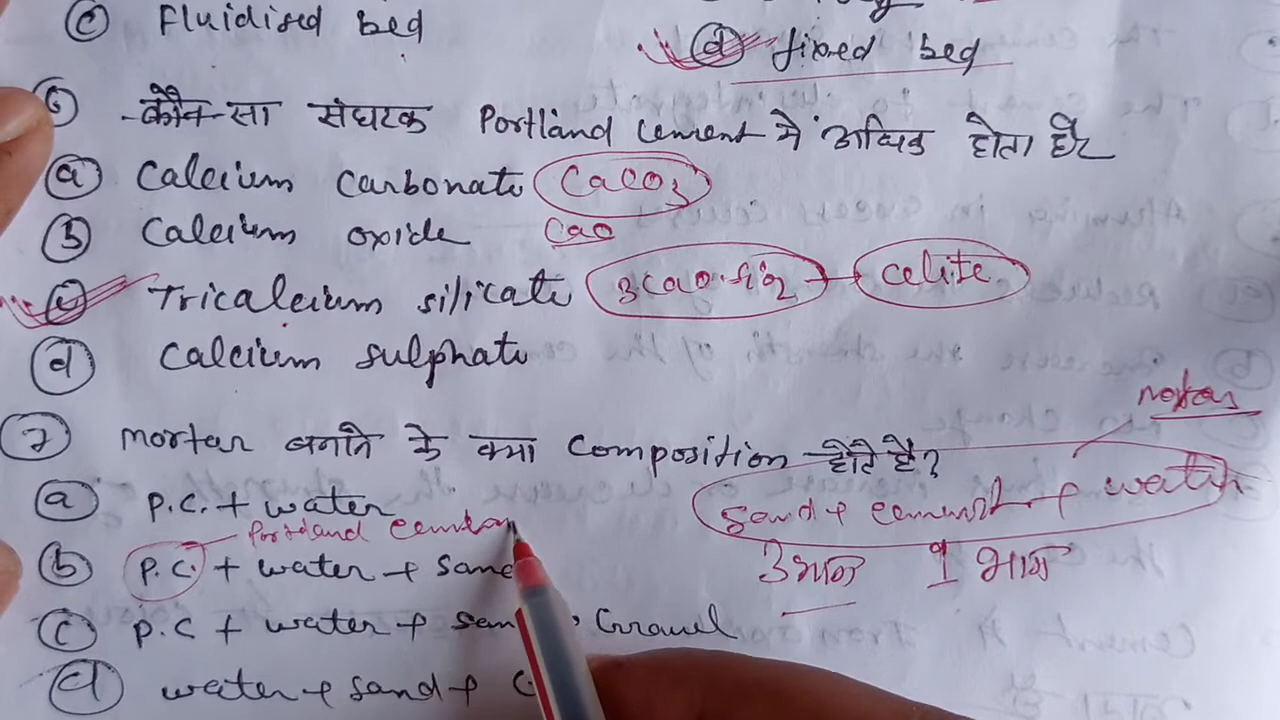 c Fluidised bed
d fixed bed
6 कौन सा संघटक Portland cement में अधिक होता है
a Calcium Carbonate CaCO3
b Calcium oxide CaO
c Tricalcium silicate 3CaO.SiO2 celite
d Calcium sulphate
mortar
7 mortar बनाने के क्या Composition होते है?
a P.C. + water
sand + cement + water
Portland cemen
3 भाग 1 भाग
b P.C. + water + sand
c P.C + water + san Gravel
d water + sand +